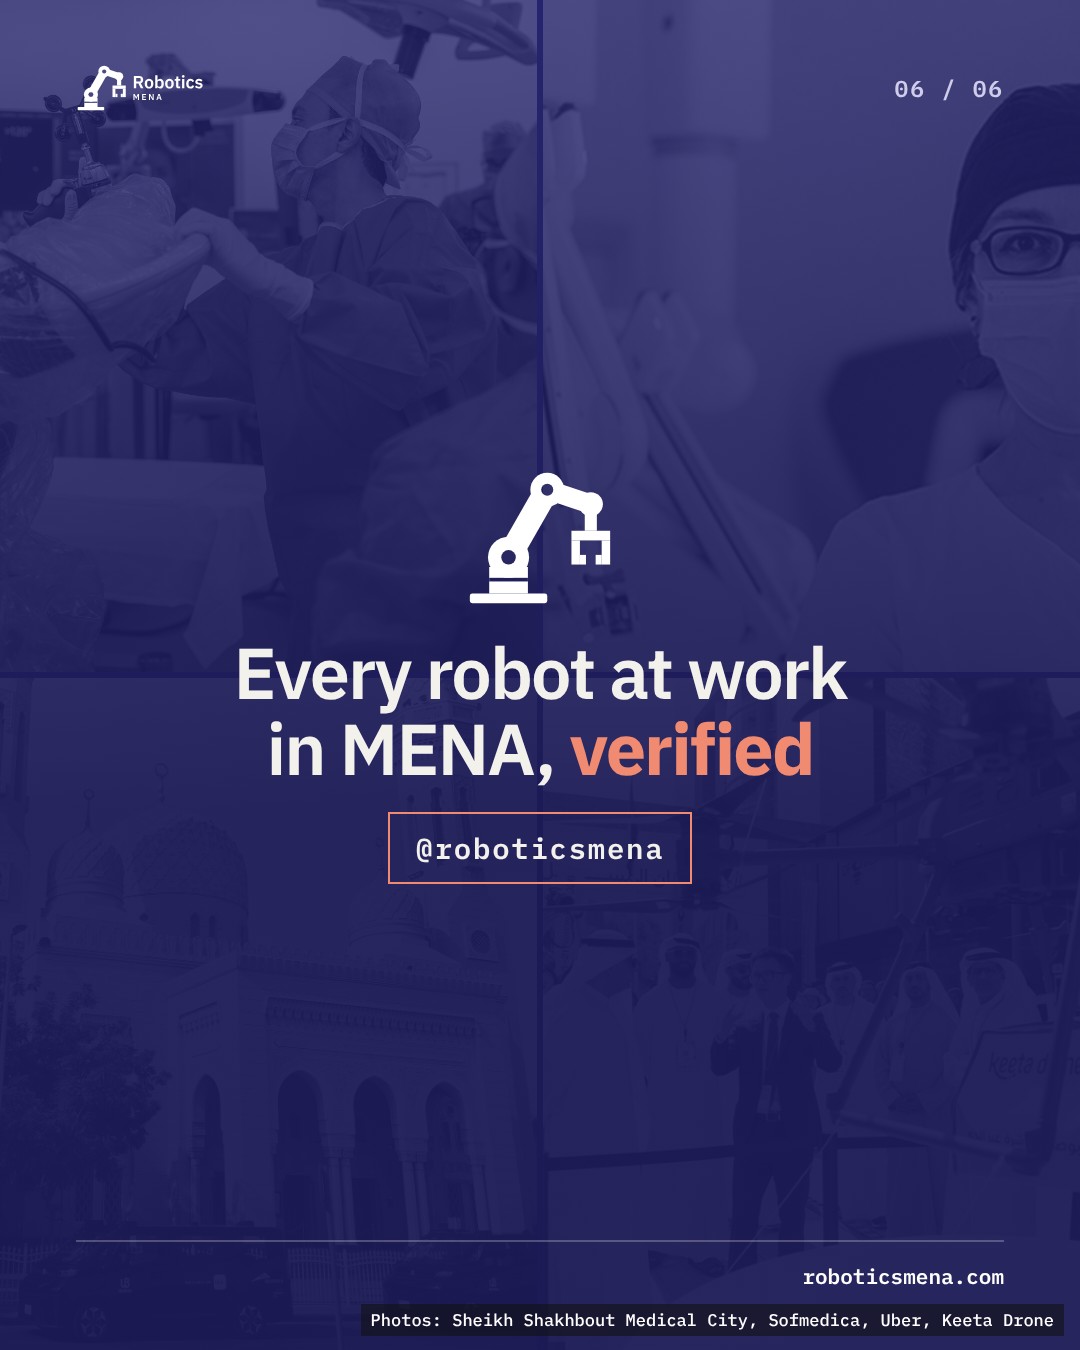 Robotics
MENA
06 / 06
Every robot at work
in MENA, verified
@roboticsmena
keeta
roboticsmena.com
Photos: Sheikh Shakhbout Medical City, Sofmedica, Uber, Keeta Drone